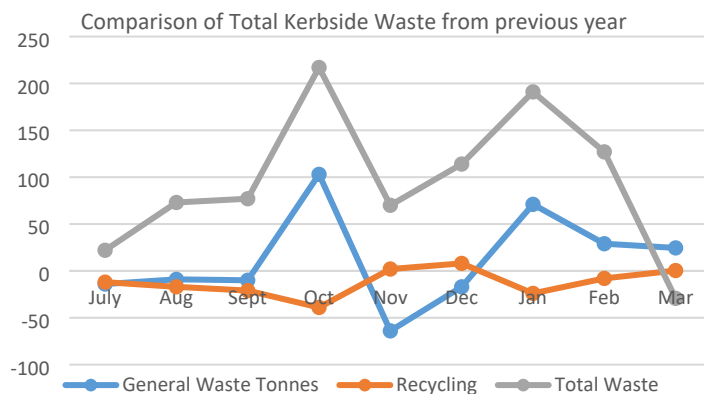 Comparison of Total Kerbside Waste from previous year
250
200
150
100
50
0
July Aug Sept Oct Nov Dec Jan Feb Mar
-50
-100
General Waste Tonnes Recycling Total Waste